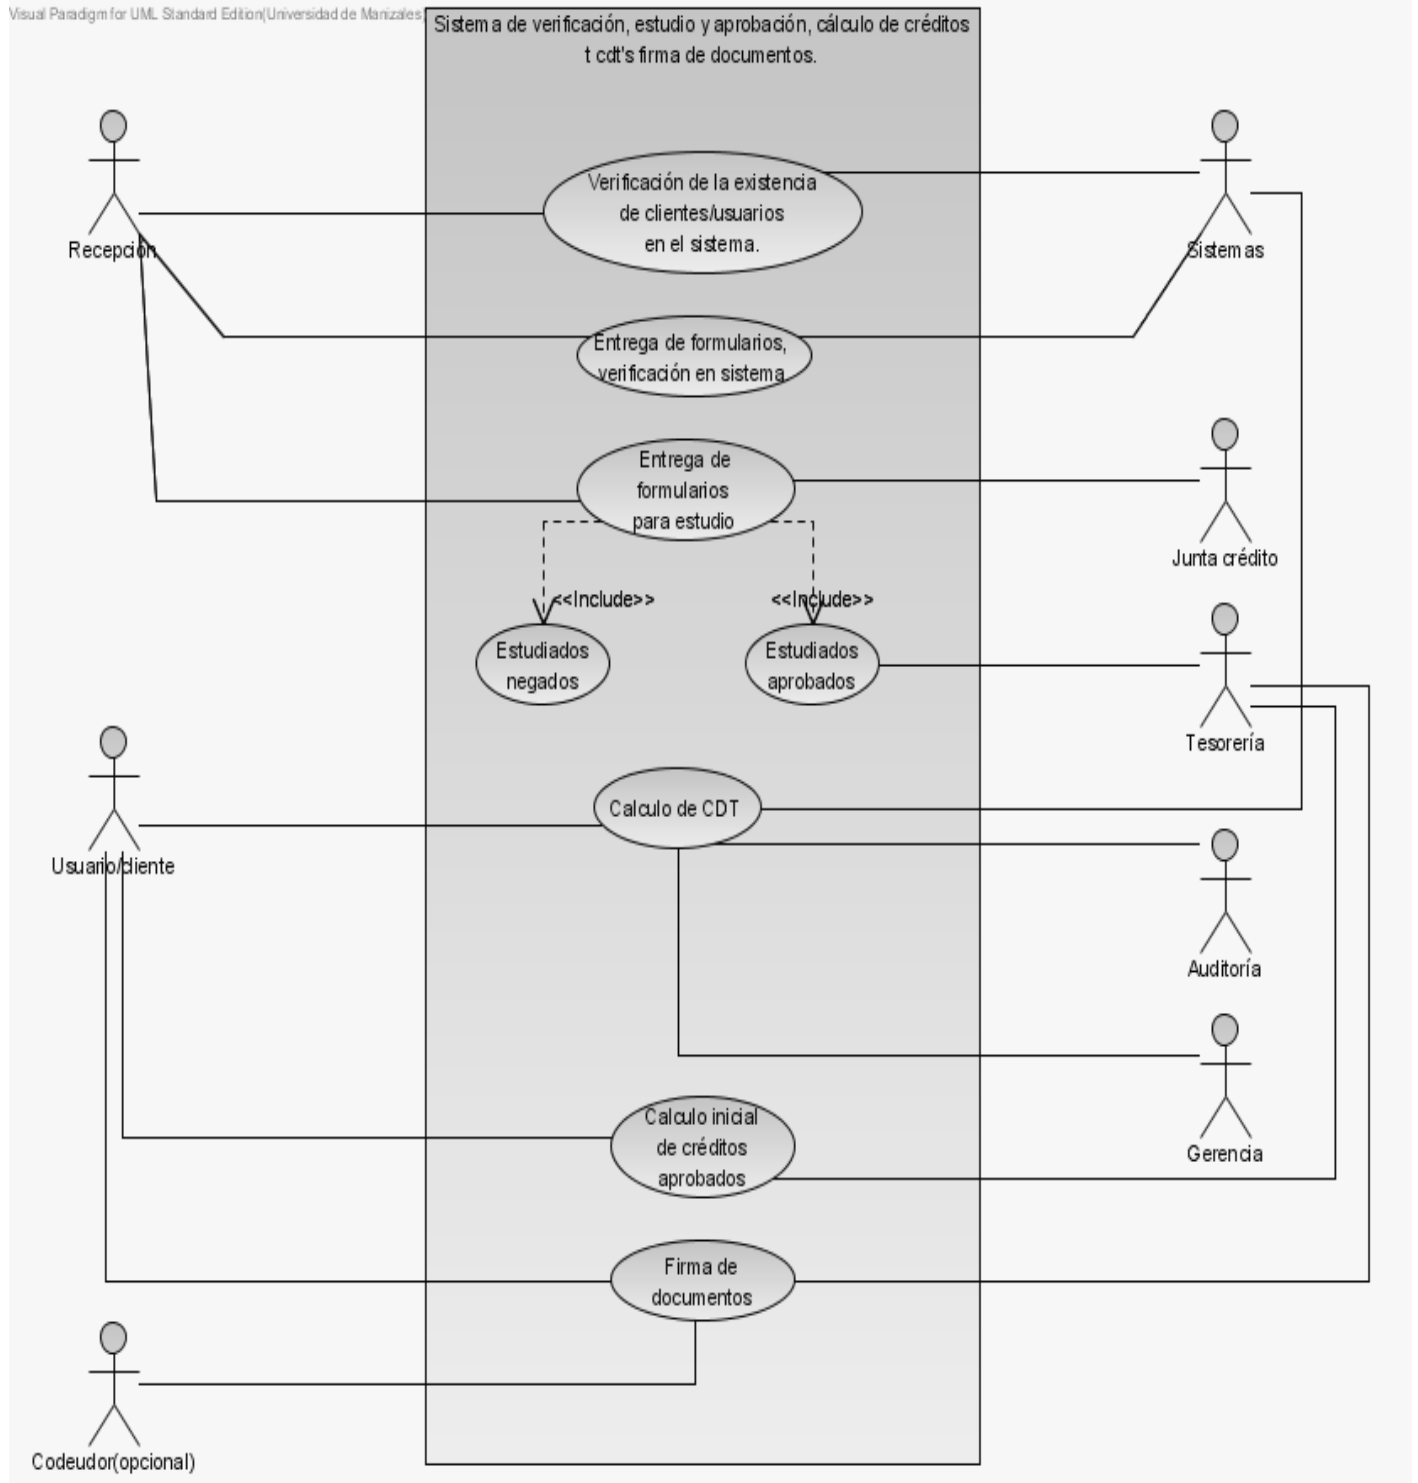 Visual Paradigm for UML Standard Edition(Universidad de Manizales)
Sistema de verificación, estudio y aprobación, cálculo de créditos
t cdt's firma de documentos.
Verificación de la existencia
de clientes/usuarios
en el sistema.
Recepción
Sistemas
Entrega de formularios,
verificación en sistema
Entrega de
formularios
para estudio
Junta crédito
<<Include>>
<<Include>>
Estudiados
negados
Estudiados
aprobados
Tesorería
Calculo de CDT
Usuario/cliente
Auditoría
Calculo inicial
de créditos
aprobados
Gerencia
Firma de
documentos
Codeudor(opcional)